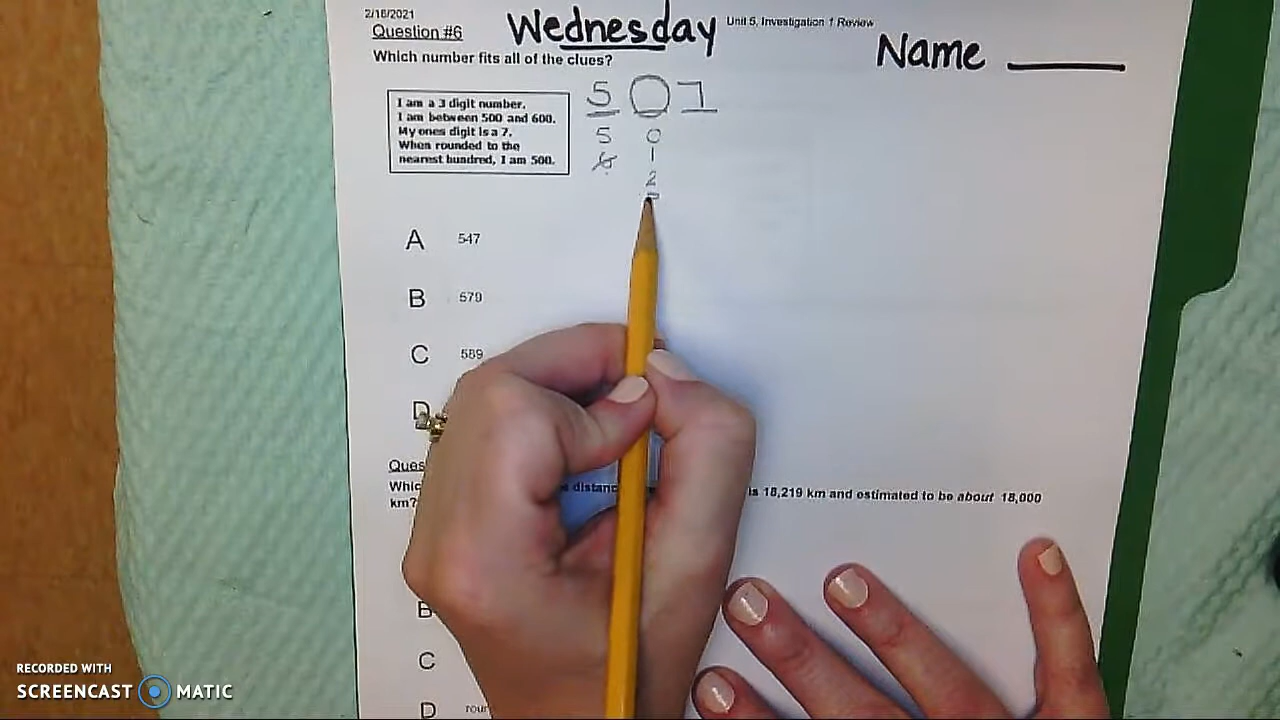 2/18/2021
Wednesday
Unit 5, Investigation 1 Review
Question #6
Name
Which number fits all of the clues?
I am a 3 digit number.
I am between 500 and 600.
My ones digit is a 7.
When rounded to the
nearest hundred, I am 500.
5 7
5 0
6 1
2
A 547
B 579
C 589
D
Ques
Whic distanc is 18,219 km and estimated to be about 18,000
km?
B
C
D roun
RECORDED WITH
SCREENCAST MATIC